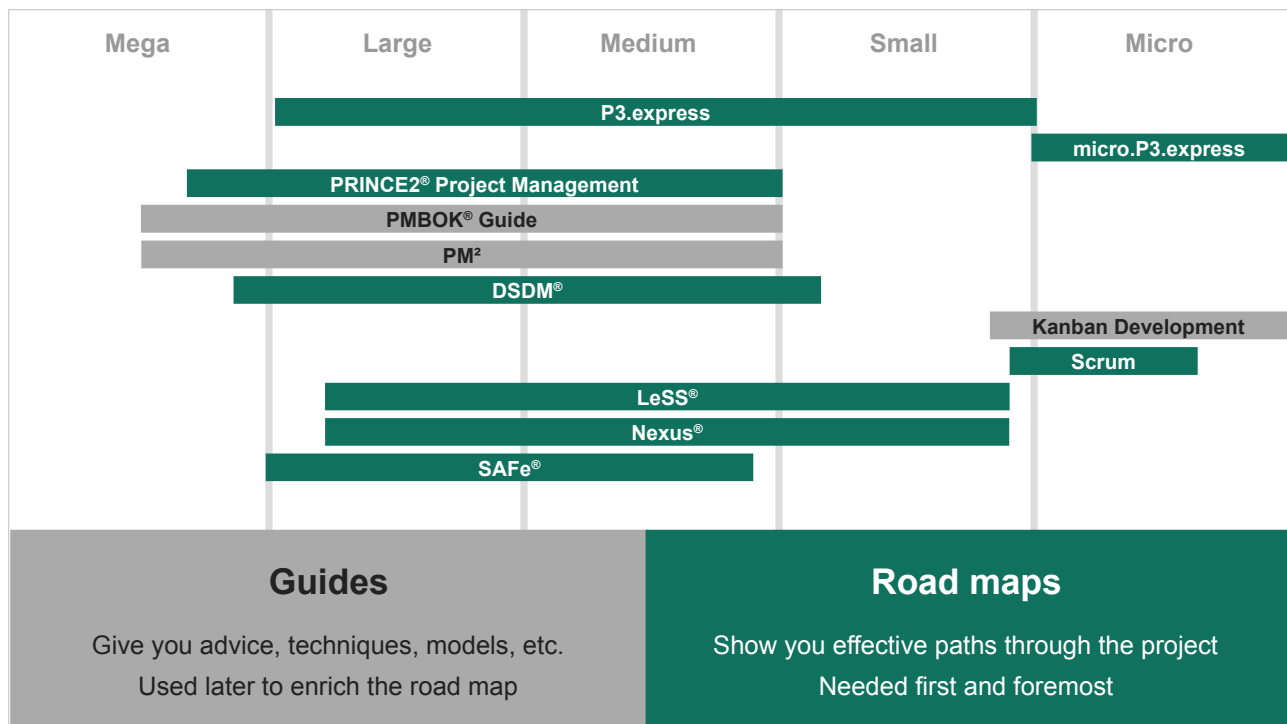 Mega Large Medium Small Micro
P3.express
micro.P3.express
PRINCE2® Project Management
PMBOK® Guide
PM²
DSDM®
Kanban Development
Scrum
LeSS®
Nexus®
SAFe®
Guides
Give you advice, techniques, models, etc.
Used later to enrich the road map
Road maps
Show you effective paths through the project
Needed first and foremost